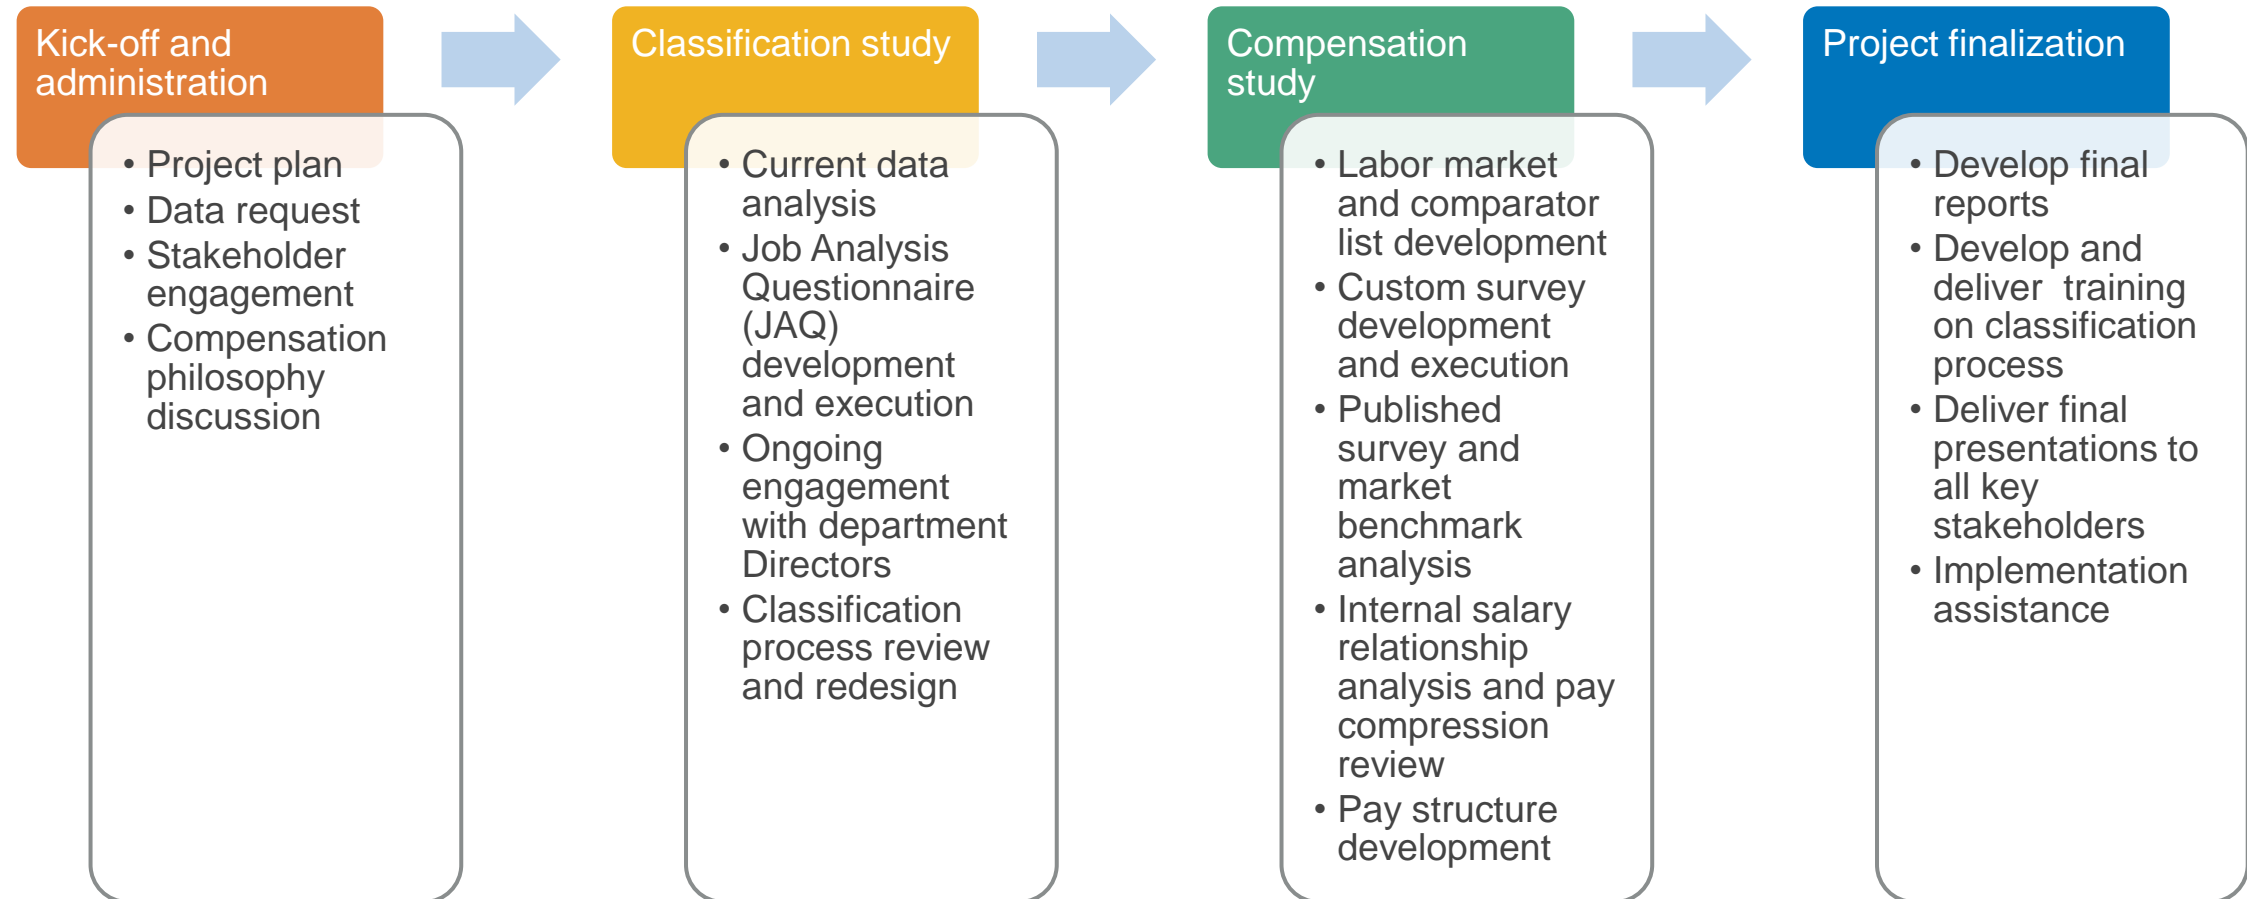 Kick-off and
administration
• Project plan
• Data request
• Stakeholder
engagement
• Compensation
philosophy
discussion
Classification study
• Current data
analysis
• Job Analysis
Questionnaire
(JAQ)
development
and execution
• Ongoing
engagement
with department
Directors
• Classification
process review
and redesign
Compensation
study
• Labor market
and comparator
list development
• Custom survey
development
and execution
• Published
survey and
market
benchmark
analysis
• Internal salary
relationship
analysis and pay
compression
review
• Pay structure
development
Project finalization
• Develop final
reports
• Develop and
deliver  training
on classification
process
• Deliver final
presentations to
all key
stakeholders
• Implementation
assistance